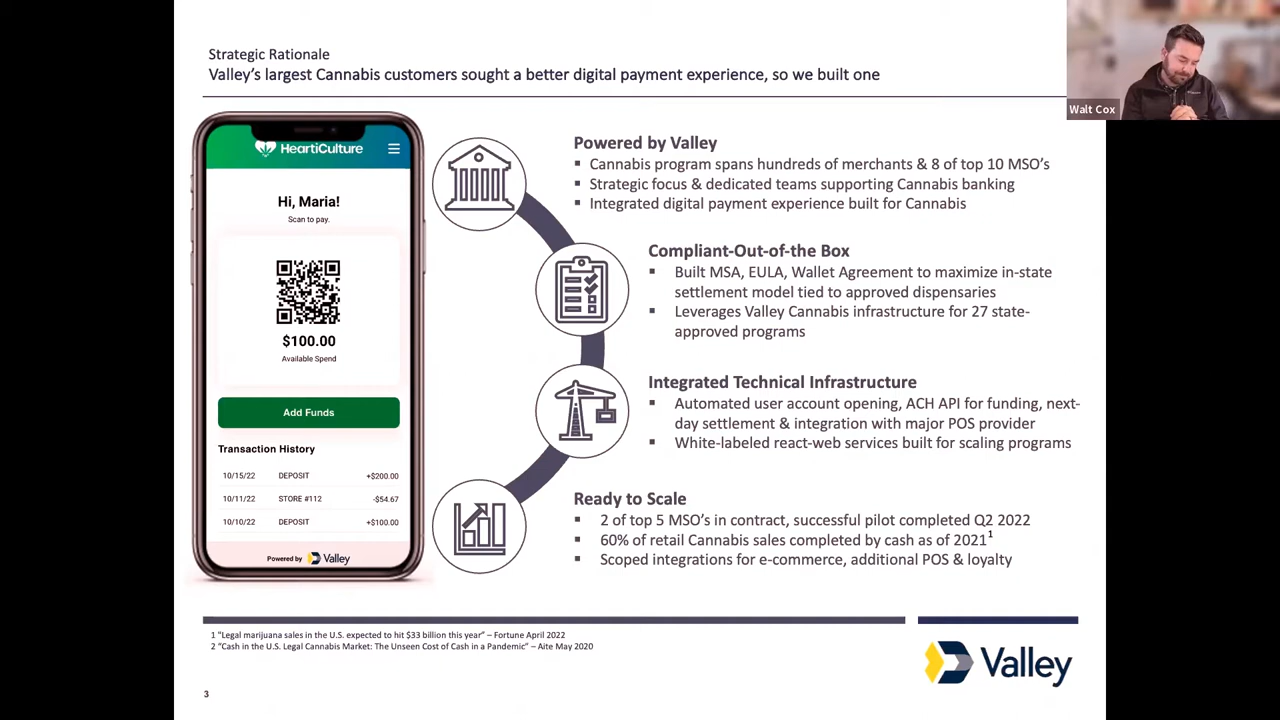 Strategic Rationale
Valley's largest Cannabis customers sought a better digital payment experience, so we built one
Walt Cox
HeartiCulture
Hi, Maria!
Scan to pay.
$100.00
Available Spend
Add Funds
Transaction History
10/15/22 DEPOSIT +$200.00
10/11/22 STORE #112 -$54.67
10/10/22 DEPOSIT +$100.00
Powered by Valley
Powered by Valley
▪ Cannabis program spans hundreds of merchants & 8 of top 10 MSO's
▪ Strategic focus & dedicated teams supporting Cannabis banking
▪ Integrated digital payment experience built for Cannabis
Compliant-Out-of-the Box
▪ Built MSA, EULA, Wallet Agreement to maximize in-state
settlement model tied to approved dispensaries
▪ Leverages Valley Cannabis infrastructure for 27 state-
approved programs
Integrated Technical Infrastructure
▪ Automated user account opening, ACH API for funding, next-
day settlement & integration with major POS provider
▪ White-labeled react-web services built for scaling programs
Ready to Scale
▪ 2 of top 5 MSO's in contract, successful pilot completed Q2 2022
▪ 60% of retail Cannabis sales completed by cash as of 2021¹
▪ Scoped integrations for e-commerce, additional POS & loyalty
1 "Legal marijuana sales in the U.S. expected to hit $33 billion this year" – Fortune April 2022
2 "Cash in the U.S. Legal Cannabis Market: The Unseen Cost of Cash in a Pandemic" – Aite May 2020
Valley
3